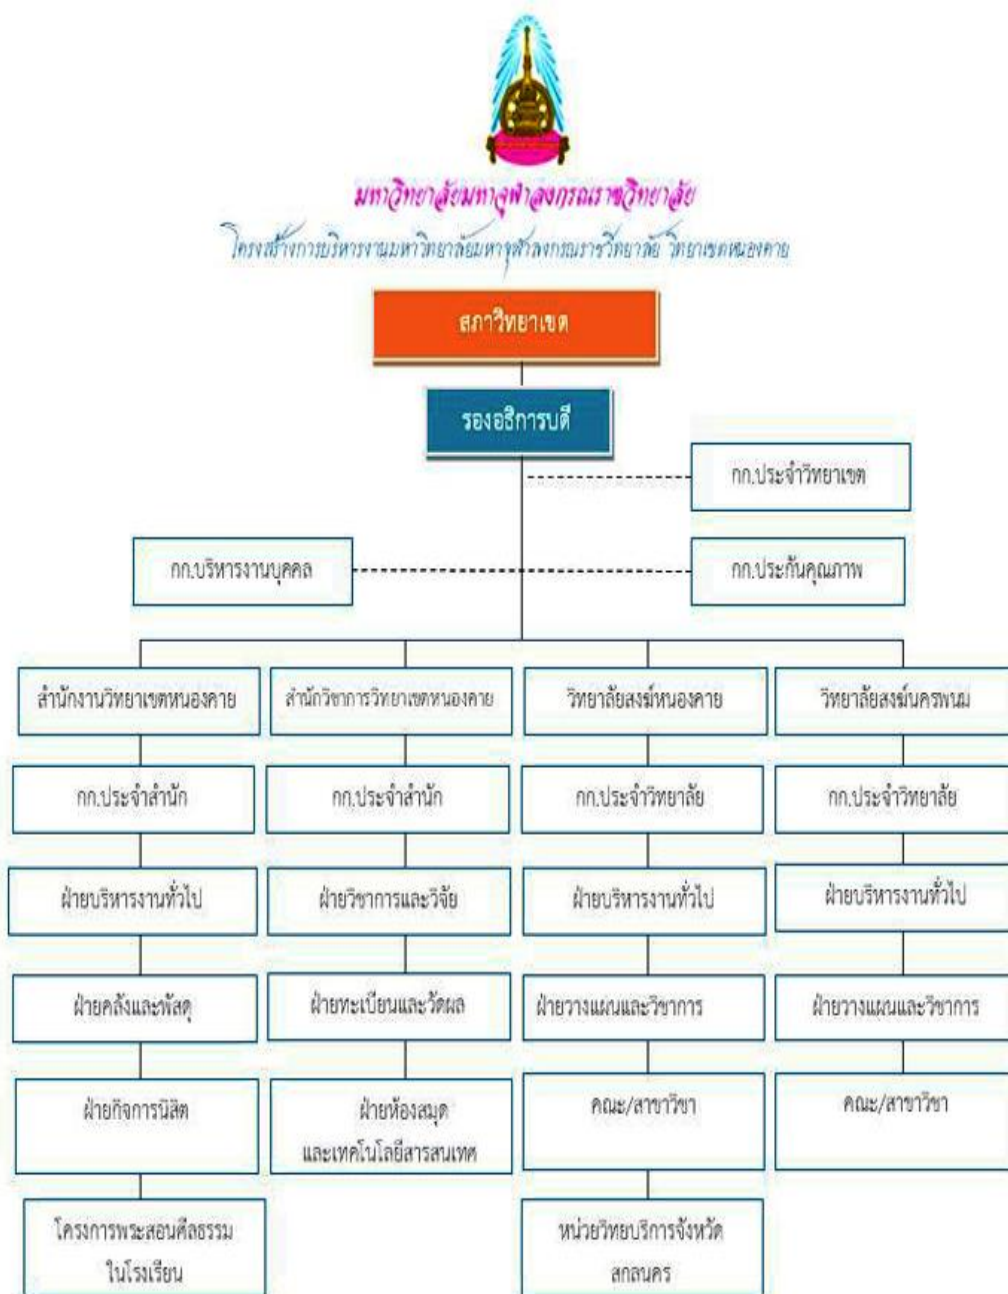 มหาวิทยาลัยมหาจุฬาลงกรณราชวิทยาลัย
โครงสร้างการบริหารงานมหาวิทยาลัยมหาจุฬาลงกรณราชวิทยาลัย วิทยาเขตหนองคาย
สภาวิทยาเขต
รองอธิการบดี
กก.ประจำวิทยาเขต
กก.บริหารงานบุคคล
กก.ประกันคุณภาพ
สำนักงานวิทยาเขตหนองคาย
สำนักวิชาการวิทยาเขตหนองคาย
วิทยาลัยสงฆ์หนองคาย
วิทยาลัยสงฆ์นครพนม
กก.ประจำสำนัก
กก.ประจำสำนัก
กก.ประจำวิทยาลัย
กก.ประจำวิทยาลัย
ฝ่ายบริหารงานทั่วไป
ฝ่ายวิชาการและวิจัย
ฝ่ายบริหารงานทั่วไป
ฝ่ายบริหารงานทั่วไป
ฝ่ายคลังและพัสดุ
ฝ่ายทะเบียนและวัดผล
ฝ่ายวางแผนและวิชาการ
ฝ่ายวางแผนและวิชาการ
ฝ่ายกิจการนิสิต
ฝ่ายห้องสมุด
และเทคโนโลยีสารสนเทศ
คณะ/สาขาวิชา
คณะ/สาขาวิชา
โครงการพระสอนศีลธรรม
ในโรงเรียน
หน่วยวิทยบริการจังหวัด
สกลนคร